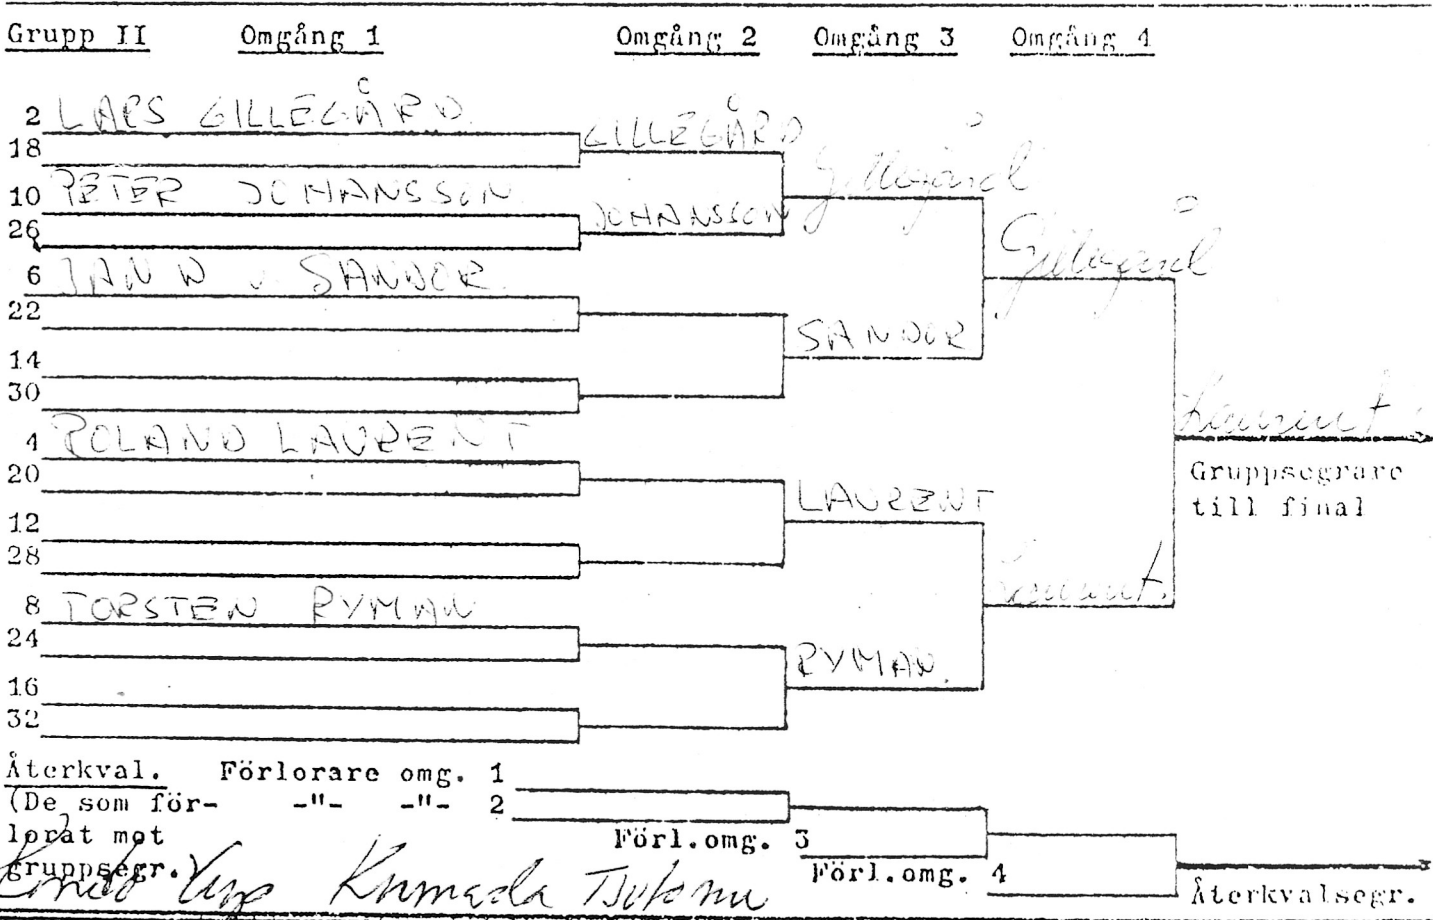 Grupp II Omgång 1 Omgång 2 Omgång 3 Omgång 4
2 LARS GILLEGÅRD
18
GILLEGÅRD
10 PETER JOHANSSON
26
JOHANSSON
Gillegård
6 JAN SANDOR
22
14
30
SANDOR
Gillegård
4 ROLAND LAURENT
20
12
28
LAURENT
8 TORSTEN RYMAN
24
16
32
RYMAN.
Laurent.
Laurent
Gruppsegrare
till final
Återkval. Förlorare omg. 1
(De som för- -"- -"- 2
lorat mot Förl.omg. 3
gruppsegr.) Förl.omg. 4
Återkvalsegr.